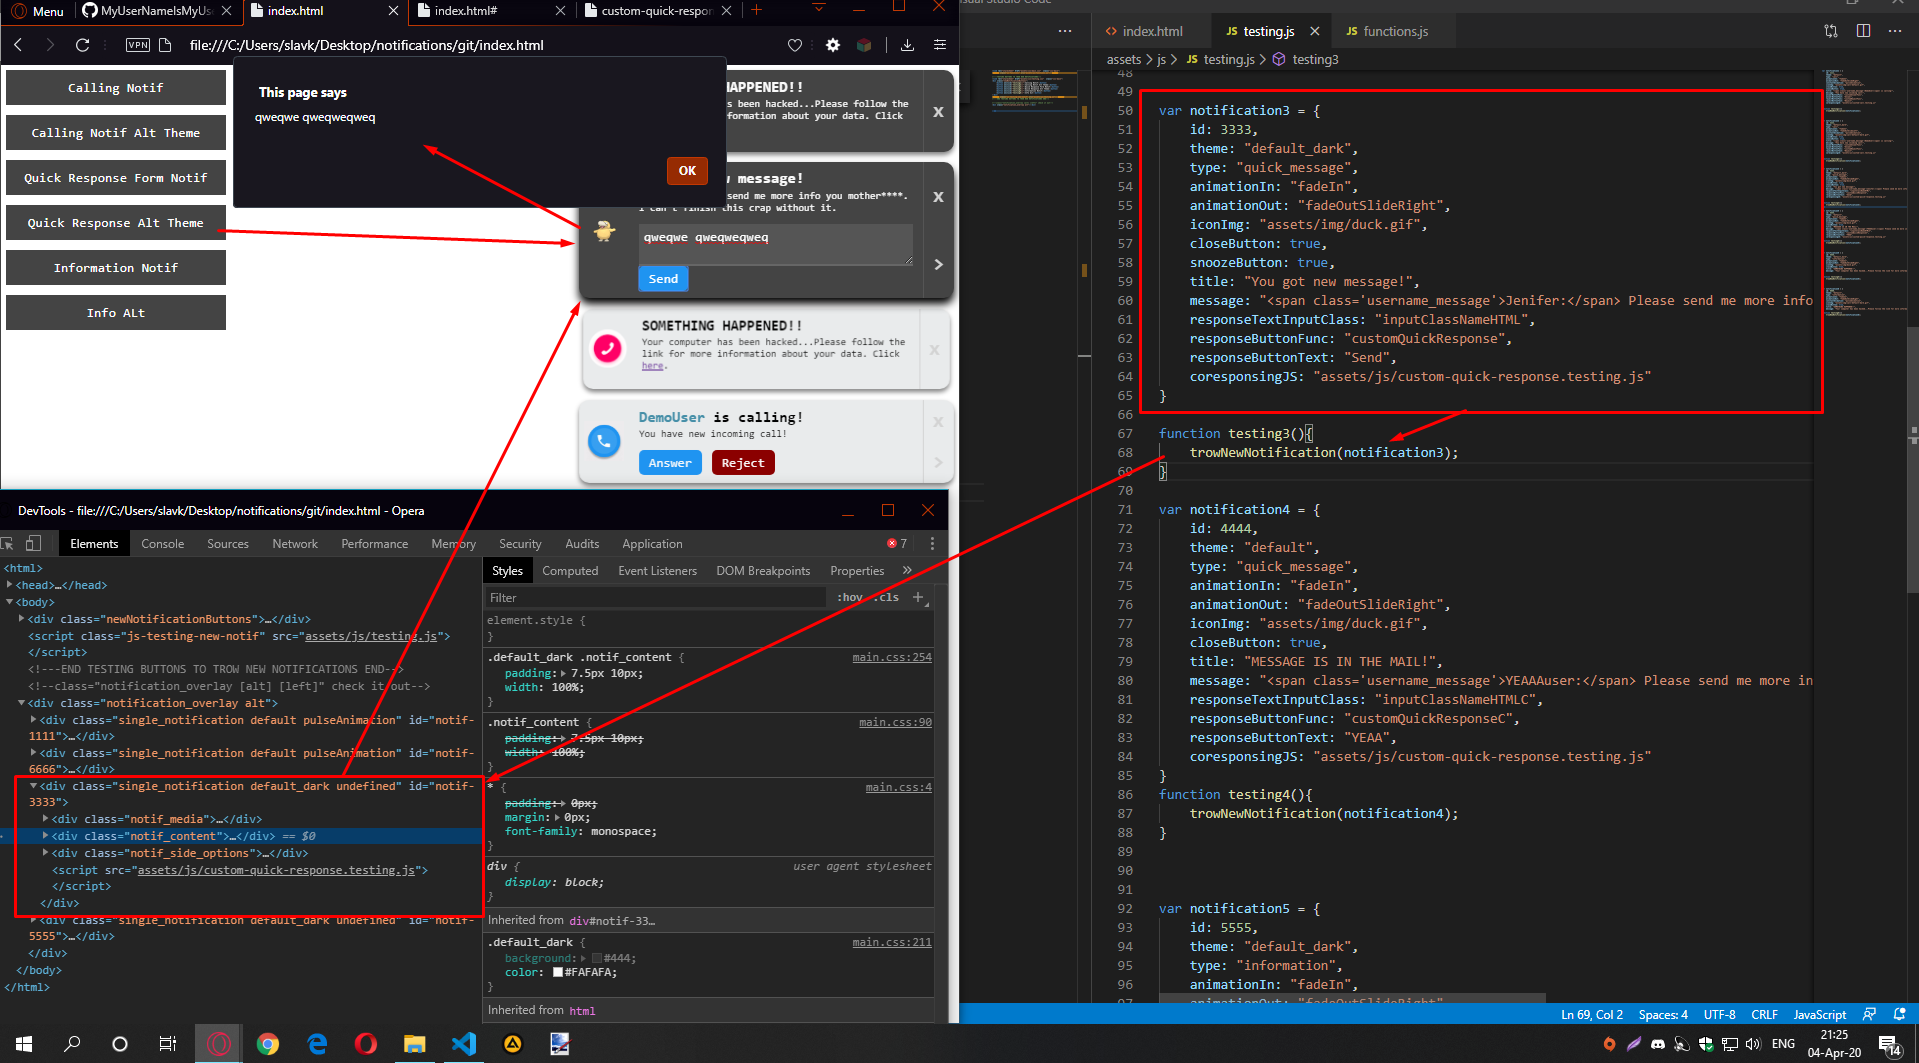 Menu
MyUserNameIsMyUs
index.html
index.html#
custom-quick-respon
VPN
file:///C:/Users/slavk/Desktop/notifications/git/index.html
Calling Notif
Calling Notif Alt Theme
Quick Response Form Notif
Quick Response Alt Theme
Information Notif
Info ALt
This page says
qweqwe qweqweqweq
OK
APPENED!!
s been hacked...Please follow the
formation about your data. Click
X
w message!
send me more info you mother****.
I can't finish this crap without it.
qweqwe qweqweqweq
Send
X
SOMETHING HAPPENED!!
Your computer has been hacked...Please follow the
link for more information about your data. Click
here.
X
DemoUser is calling!
You have new incoming call!
Answer
Reject
X
DevTools - file:///C:/Users/slavk/Desktop/notifications/git/index.html - Opera
Elements
Console
Sources
Network
Performance
Memory
Security
Audits
Application
7
<html>
<head>…</head>
<body>
<div class="newNotificationButtons">…</div>
<script class="js-testing-new-notif" src="assets/js/testing.js">
</script>
<!---END TESTING BUTTONS TO TROW NEW NOTIFICATIONS END-->
<!--class="notification_overlay [alt] [left]" check it out-->
<div class="notification_overlay alt">
<div class="single_notification default pulseAnimation" id="notif-
1111">…</div>
<div class="single_notification default pulseAnimation" id="notif-
6666">…</div>
<div class="single_notification default_dark undefined" id="notif-
3333">
<div class="notif_media">…</div>
<div class="notif_content">…</div> == $0
<div class="notif_side_options">…</div>
<script src="assets/js/custom-quick-response.testing.js">
</script>
</div>
<div class="single_notification default_dark undefined" id="notif-
5555">…</div>
</div>
</body>
</html>
Styles
Computed
Event Listeners
DOM Breakpoints
Properties
»
Filter
:hov
.cls
+
element.style {
}
.default_dark .notif_content {
main.css:254
padding: 7.5px 10px;
width: 100%;
}
.notif_content {
main.css:90
padding: 7.5px 10px;
width: 100%;
}
* {
main.css:4
padding: 0px;
margin: 0px;
font-family: monospace;
}
div {
user agent stylesheet
display: block;
}
Inherited from div#notif-33…
.default_dark {
main.css:211
background: #444;
color: #FAFAFA;
}
Inherited from html
isual Studio Code
index.html
JS testing.js
JS functions.js
assets > js > JS testing.js > testing3
48
49
50 var notification3 = {
51 id: 3333,
52 theme: "default_dark",
53 type: "quick_message",
54 animationIn: "fadeIn",
55 animationOut: "fadeOutSlideRight",
56 iconImg: "assets/img/duck.gif",
57 closeButton: true,
58 snoozeButton: true,
59 title: "You got new message!",
60 message: "<span class='username_message'>Jenifer:</span> Please send me more info
61 responseTextInputClass: "inputClassNameHTML",
62 responseButtonFunc: "customQuickResponse",
63 responseButtonText: "Send",
64 coresponsingJS: "assets/js/custom-quick-response.testing.js"
65 }
66
67 function testing3(){
68 trowNewNotification(notification3);
69 }
70
71 var notification4 = {
72 id: 4444,
73 theme: "default",
74 type: "quick_message",
75 animationIn: "fadeIn",
76 animationOut: "fadeOutSlideRight",
77 iconImg: "assets/img/duck.gif",
78 closeButton: true,
79 title: "MESSAGE IS IN THE MAIL!",
80 message: "<span class='username_message'>YEAAAuser:</span> Please send me more in
81 responseTextInputClass: "inputClassNameHTMLC",
82 responseButtonFunc: "customQuickResponseC",
83 responseButtonText: "YEAA",
84 coresponsingJS: "assets/js/custom-quick-response.testing.js"
85 }
86 function testing4(){
87 trowNewNotification(notification4);
88 }
89
90
91
92 var notification5 = {
93 id: 5555,
94 theme: "default_dark",
95 type: "information",
96 animationIn: "fadeIn",
97 animationOut: "fadeOutSlideRight"
Ln 69, Col 2
Spaces: 4
UTF-8
CRLF
JavaScript
ENG
21:25
04-Apr-20
14